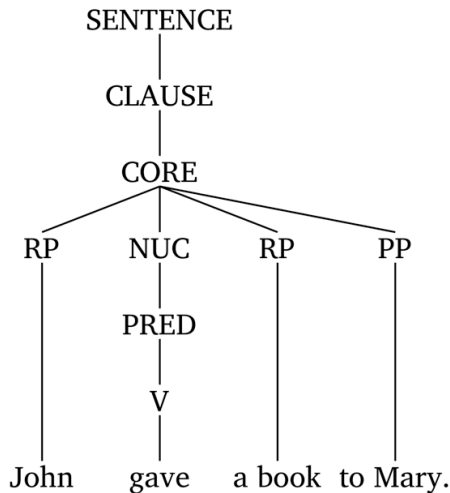 SENTENCE
CLAUSE
CORE
RP NUC RP PP
PRED
V
John gave a book to Mary.